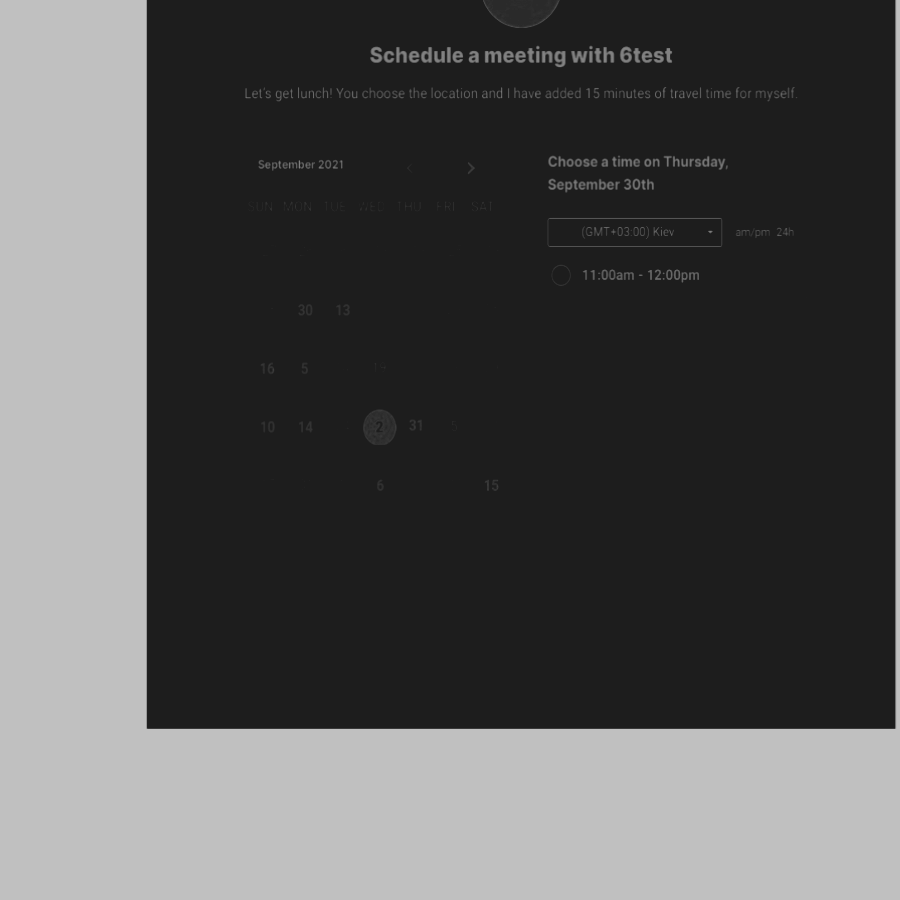 Schedule a meeting with 6test
Let's get lunch! You choose the location and I have added 15 minutes of travel time for myself.
September 2021
SUN MON TUE WED THU FRI SAT
30 13
16 5
10 14 2 31 5
6 15
Choose a time on Thursday,
September 30th
(GMT+03:00) Kiev am/pm 24h
11:00am - 12:00pm